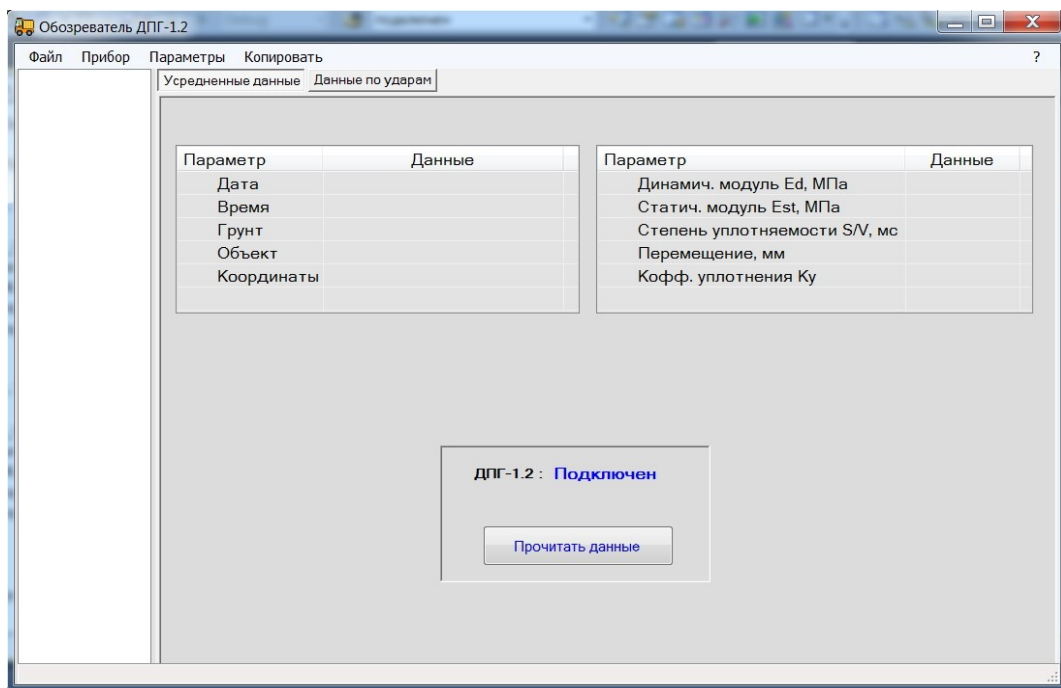 Обозреватель ДПГ-1.2
Файл Прибор Параметры Копировать ?
Усредненные данные Данные по ударам
Параметр Данные
Дата
Время
Грунт
Объект
Координаты
Параметр Данные
Динамич. модуль Ed, МПа
Статич. модуль Est, МПа
Степень уплотняемости S/V, мс
Перемещение, мм
Кофф. уплотнения Ку
ДПГ-1.2 : Подключен
Прочитать данные